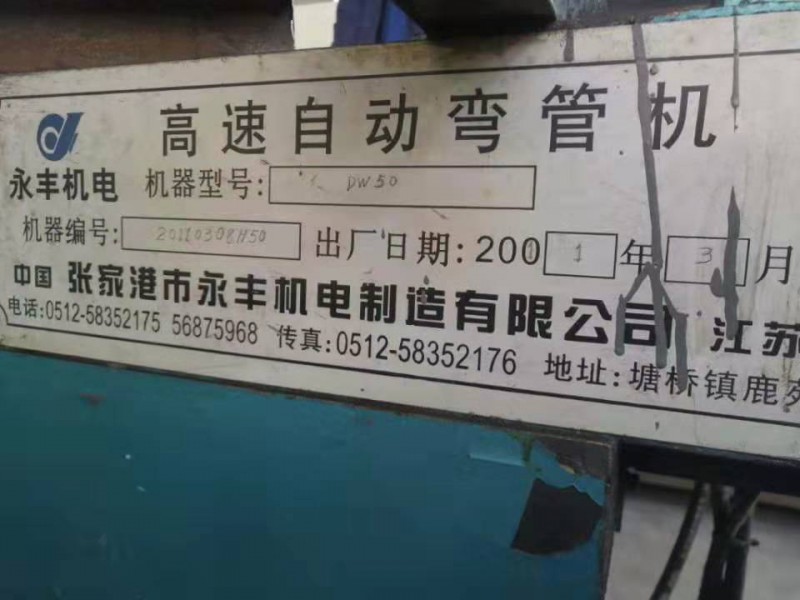 高速自动弯管机
永丰机电 机器型号: DW50
机器编号: 20110308H50 出厂日期: 2001 1 年 3 月
中国 张家港市永丰机电制造有限公司 江苏
电话:0512-58352175 56875968 传真:0512-58352176 地址:塘桥镇鹿苑